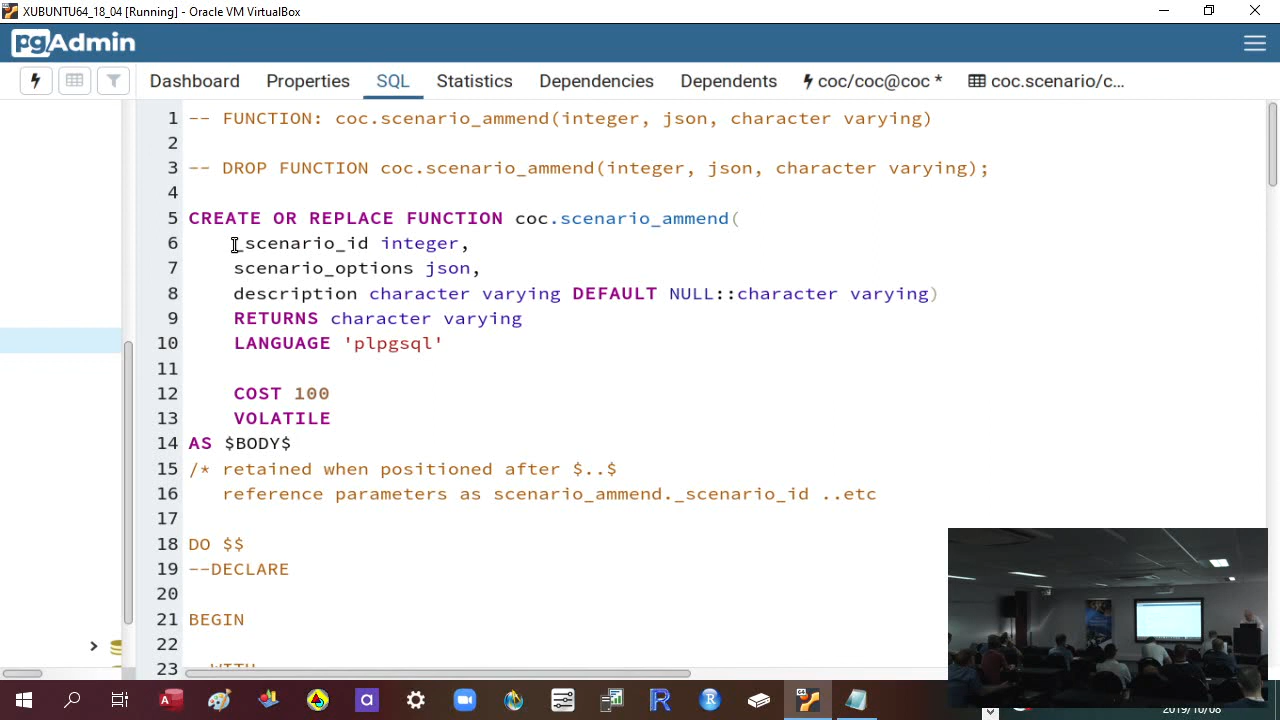 XUBUNTU64_18_04 [Running] - Oracle VM VirtualBox
pgAdmin
Dashboard Properties SQL Statistics Dependencies Dependents coc/coc@coc * coc.scenario/c...
1 -- FUNCTION: coc.scenario_ammend(integer, json, character varying)
2
3 -- DROP FUNCTION coc.scenario_ammend(integer, json, character varying);
4
5 CREATE OR REPLACE FUNCTION coc.scenario_ammend(
6 _scenario_id integer,
7 scenario_options json,
8 description character varying DEFAULT NULL::character varying)
9 RETURNS character varying
10 LANGUAGE 'plpgsql'
11
12 COST 100
13 VOLATILE
14 AS $BODY$
15 /* retained when positioned after $..$
16 reference parameters as scenario_ammend._scenario_id ..etc
17
18 DO $$
19 --DECLARE
20
21 BEGIN
22
23 WITH
2019/10/08